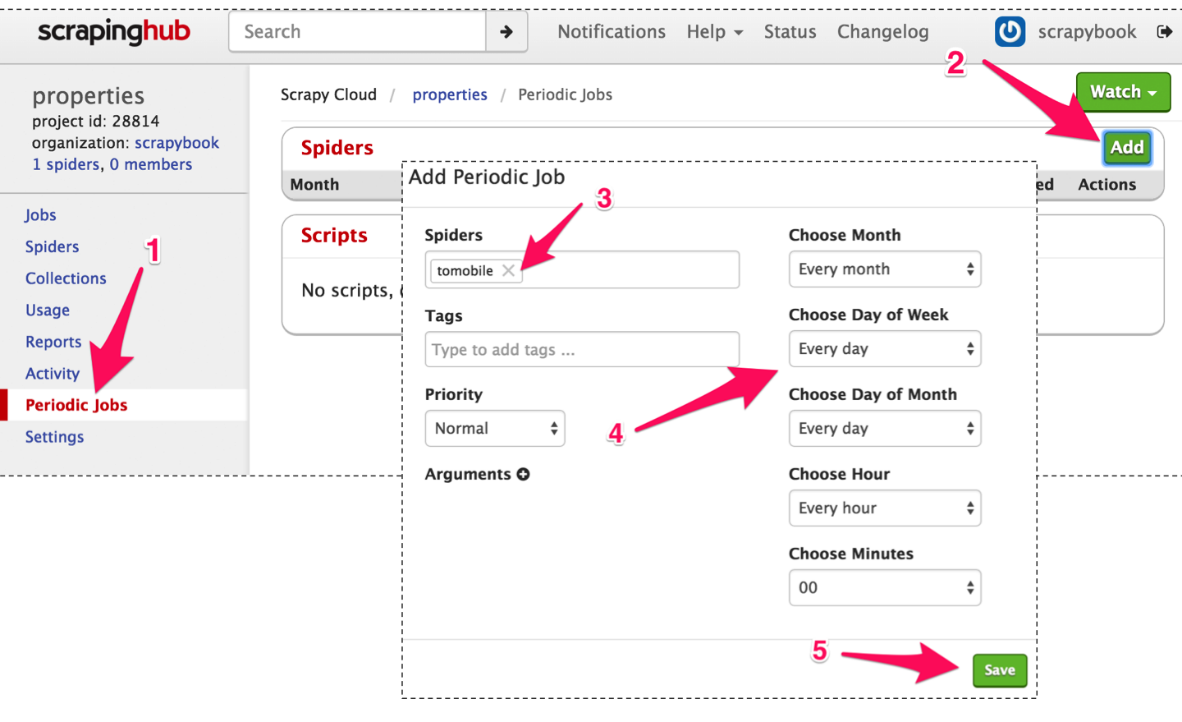 scrapinghub
Search
Notifications Help Status Changelog scrapybook
properties
project id: 28814
organization: scrapybook
1 spiders, 0 members
Jobs
Spiders
Collections
Usage
Reports
Activity
Periodic Jobs
Settings
1
Scrapy Cloud / properties / Periodic Jobs
2
Watch
Spiders
Add
Month
ed Actions
Scripts
No scripts,
Add Periodic Job
3
Spiders
tomobile
Tags
Type to add tags ...
Priority
Normal
Arguments
4
Choose Month
Every month
Choose Day of Week
Every day
Choose Day of Month
Every day
Choose Hour
Every hour
Choose Minutes
00
5
Save